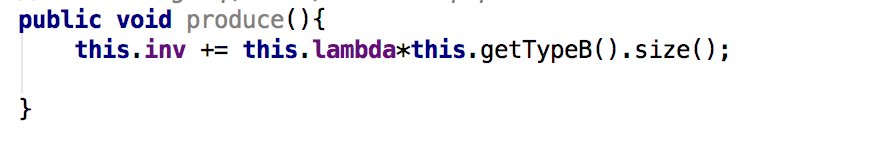 public void produce(){
this.inv += this.lambda*this.getTypeB().size();
}